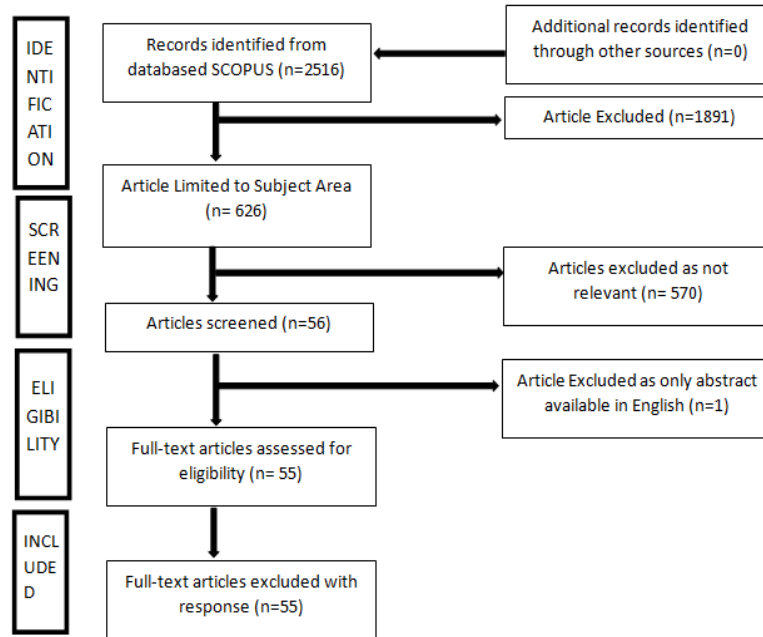 IDE
NTI
FIC
ATI
ON
Records identified from
databased SCOPUS (n=2516)
Additional records identified
through other sources (n=0)
Article Excluded (n=1891)
Article Limited to Subject Area
(n= 626)
SCR
EEN
ING
Articles excluded as not
relevant (n= 570)
Articles screened (n=56)
ELI
GIBI
LITY
Article Excluded as only abstract
available in English (n=1)
Full-text articles assessed for
eligibility (n= 55)
INCL
UDE
D
Full-text articles excluded with
response (n=55)